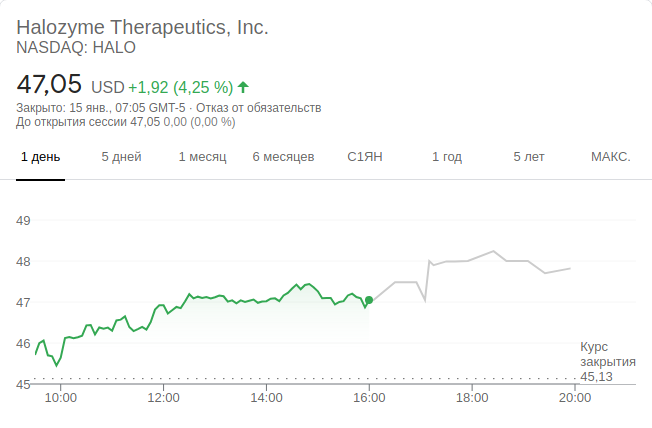 Halozyme Therapeutics, Inc.
NASDAQ: HALO
47,05 USD +1,92 (4,25 %)
Закрыто: 15 янв., 07:05 GMT-5 · Отказ от обязательств
До открытия сессии 47,05 0,00 (0,00 %)
1 день 5 дней 1 месяц 6 месяцев С1ЯН 1 год 5 лет МАКС.
49
48
47
46
Курс
закрытия
45,13
45
10:00 12:00 14:00 16:00 18:00 20:00